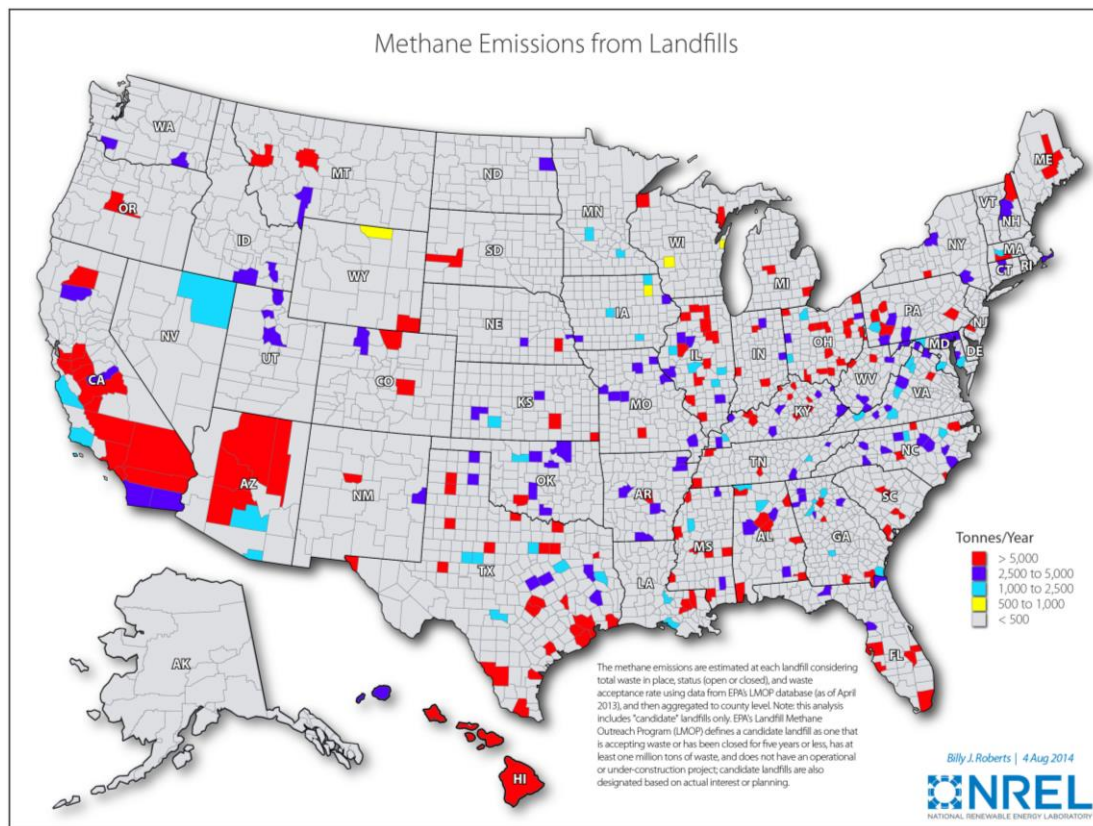 Methane Emissions from Landfills
WA
MT
ND
ME
OR
MN
VT
NH
ID
SD
WI
NY
MA
WY
MI
CT
RI
IA
PA
NV
NE
NJ
UT
IL
IN
OH
MD
DE
CA
CO
WV
KS
MO
VA
KY
AZ
NM
OK
TN
NC
AR
SC
MS
AL
GA
TX
LA
FL
AK
HI
Tonnes/Year
> 5,000
2,500 to 5,000
1,000 to 2,500
500 to 1,000
< 500
The methane emissions are estimated at each landfill considering
total waste in place, status (open or closed), and waste
acceptance rate using data from EPA's LMOP database (as of April
2013), and then aggregated to county level. Note: this analysis
includes "candidate" landfills only. EPA's Landfill Methane
Outreach Program (LMOP) defines a candidate landfill as one that
is accepting waste or has been closed for five years or less, has at
least one million tons of waste, and does not have an operational
or under-construction project; candidate landfills are also
designated based on actual interest or planning.
Billy J. Roberts | 4 Aug 2014
NREL
NATIONAL RENEWABLE ENERGY LABORATORY